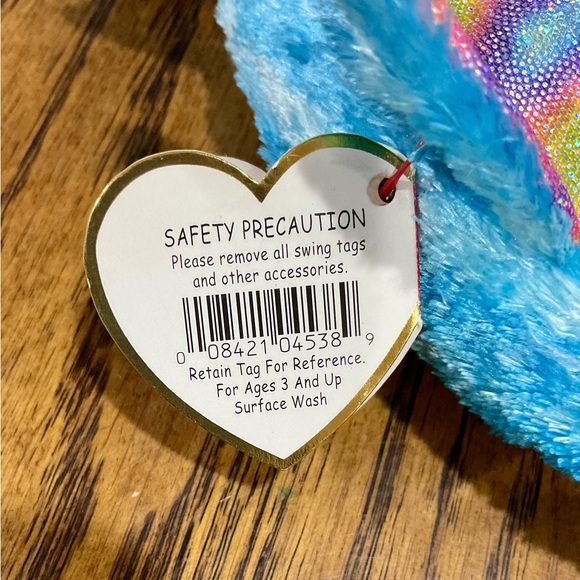 SAFETY PRECAUTION
Please remove all swing tags
and other accessories.
0 08421 04538 9
Retain Tag For Reference.
For Ages 3 And Up
Surface Wash